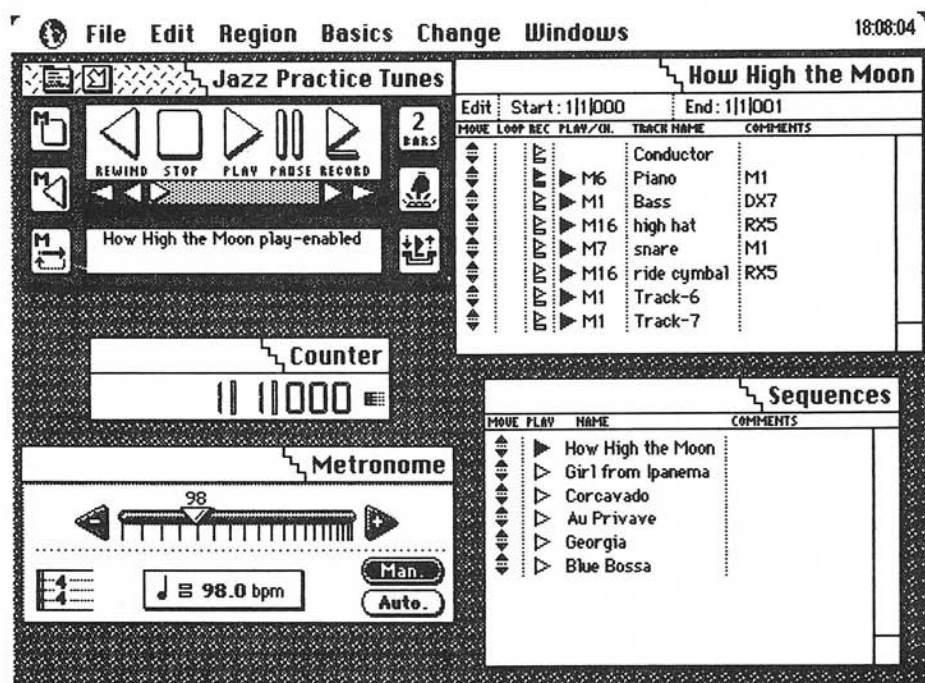 File Edit Region Basics Change Windows 18:08:04
Jazz Practice Tunes
M
2 BARS
REWIND STOP PLAY PAUSE RECORD
M
M
How High the Moon play-enabled
How High the Moon
Edit Start: 1|1|000 End: 1|1|001
MOVE LOOP REC PLAY/CH. TRACK NAME COMMENTS
Conductor
M6 Piano M1
M1 Bass DX7
M16 high hat RX5
M7 snare M1
M16 ride cymbal RX5
M1 Track-6
M1 Track-7
Counter
1|1|000
Sequences
MOVE PLAY NAME COMMENTS
How High the Moon
Girl from Ipanema
Corcavado
Au Privave
Georgia
Blue Bossa
Metronome
98
- +
4
4
♩ = 98.0 bpm
Man.
Auto.